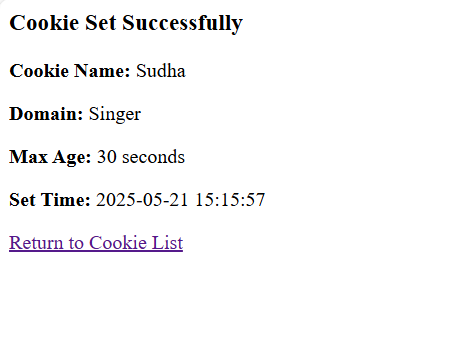 Cookie Set Successfully
Cookie Name: Sudha
Domain: Singer
Max Age: 30 seconds
Set Time: 2025-05-21 15:15:57
Return to Cookie List